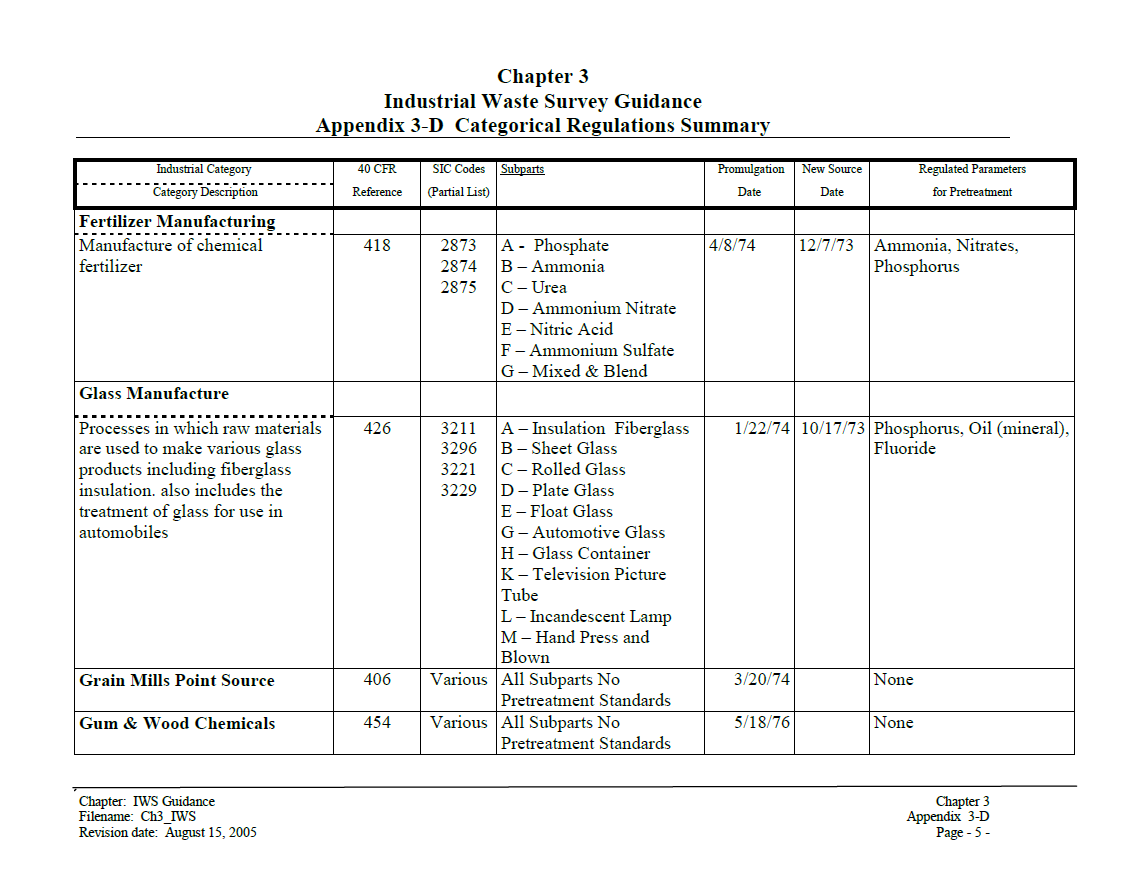 Chapter 3
Industrial Waste Survey Guidance
Appendix 3-D  Categorical Regulations Summary
Industrial Category
Category Description
40 CFR
Reference
SIC Codes
(Partial List)
Subparts
Promulgation
Date
New Source
Date
Regulated Parameters
for Pretreatment
Fertilizer Manufacturing
Manufacture of chemical
fertilizer
418
2873
2874
2875
A -  Phosphate
B – Ammonia
C – Urea
D – Ammonium Nitrate
E – Nitric Acid
F – Ammonium Sulfate
G – Mixed & Blend
4/8/74
12/7/73
Ammonia, Nitrates,
Phosphorus
Glass Manufacture
Processes in which raw materials
are used to make various glass
products including fiberglass
insulation. also includes the
treatment of glass for use in
automobiles
426
3211
3296
3221
3229
A – Insulation  Fiberglass
B – Sheet Glass
C – Rolled Glass
D – Plate Glass
E – Float Glass
G – Automotive Glass
H – Glass Container
K – Television Picture
Tube
L – Incandescent Lamp
M – Hand Press and
Blown
1/22/74
10/17/73
Phosphorus, Oil (mineral),
Fluoride
Grain Mills Point Source
406
Various
All Subparts No
Pretreatment Standards
3/20/74
None
Gum & Wood Chemicals
454
Various
All Subparts No
Pretreatment Standards
5/18/76
None
Chapter:  IWS Guidance
Filename:  Ch3_IWS
Revision date:  August 15, 2005
Chapter 3
Appendix  3-D
Page - 5 -